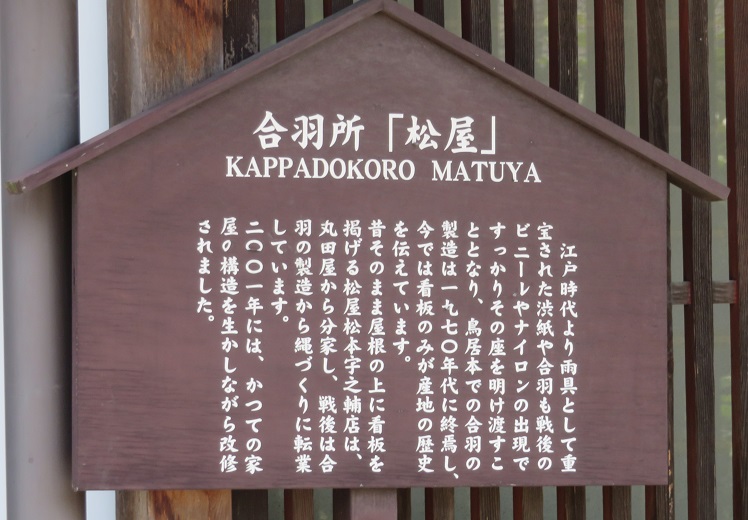 合羽所「松屋」
KAPPADOKORO MATUYA
江戸時代より雨具として重
宝された渋紙や合羽も戦後の
ビニールやナイロンの出現で
すっかりその座を明け渡すこ
ととなり、鳥居本での合羽の
製造は一九七〇年代に終焉し、
今では看板のみが産地の歴史
を伝えています。
昔そのまま屋根の上に看板を
掲げる松屋松本宇之輔店は、
丸田屋から分家し、戦後は合
羽の製造から縄づくりに転業
しています。
二〇〇一年には、かつての家
屋の構造を生かしながら改修
されました。